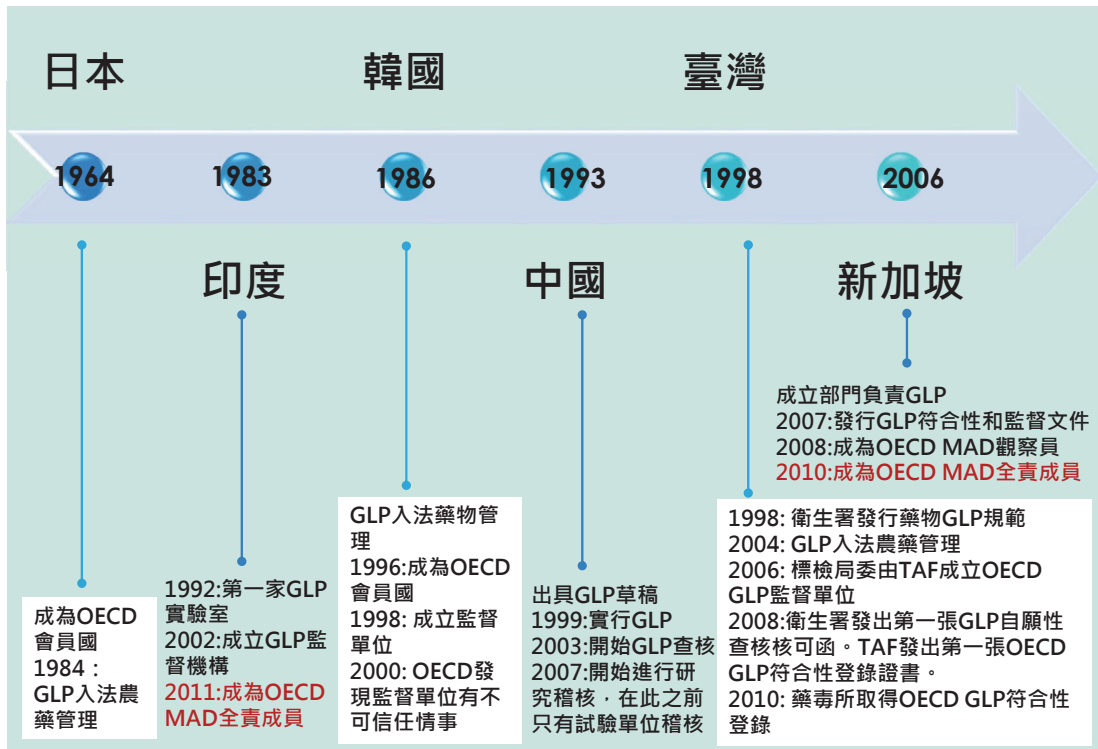 日本
韓國
臺灣
1964
1983
1986
1993
1998
2006
印度
中國
新加坡
成為OECD
會員國
1984：
GLP入法農
藥管理
1992:第一家GLP
實驗室
2002:成立GLP監
督機構
2011:成為OECD
MAD全責成員
GLP入法藥物管
理
1996:成為OECD
會員國
1998: 成立監督
單位
2000: OECD發
現監督單位有不
可信任情事
出具GLP草稿
1999:實行GLP
2003:開始GLP查核
2007:開始進行研
究稽核，在此之前
只有試驗單位稽核
1998: 衛生署發行藥物GLP規範
2004: GLP入法農藥管理
2006: 標檢局委由TAF成立OECD
GLP監督單位
2008:衛生署發出第一張GLP自願性
查核核可函。TAF發出第一張OECD
GLP符合性登錄證書。
2010: 藥毒所取得OECD GLP符合性
登錄
成立部門負責GLP
2007:發行GLP符合性和監督文件
2008:成為OECD MAD觀察員
2010:成為OECD MAD全責成員